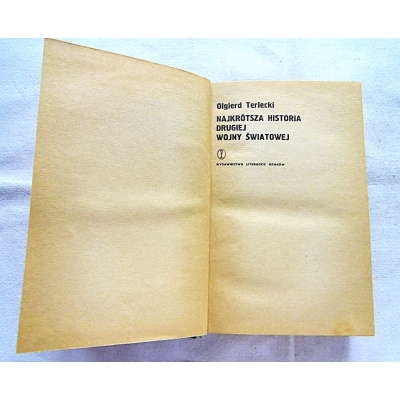 Olgierd Terlecki
NAJKRÓTSZA HISTORIA
DRUGIEJ
WOJNY ŚWIATOWEJ
WYDAWNICTWO LITERACKIE KRAKÓW